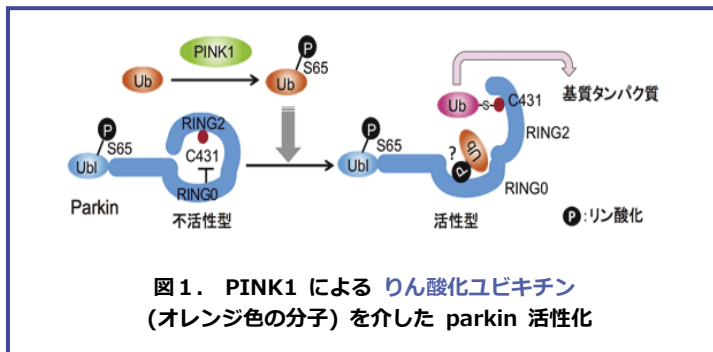 PINK1
P
S65
Ub
Ub
P
S65
RING2
C431
Ubl
RING0
Parkin
不活性型
Ub
-s-
C431
基質タンパク質
RING2
P
S65
Ubl
?
Ub
P
RING0
活性型
P:リン酸化
図1. PINK1 による りん酸化ユビキチン
(オレンジ色の分子) を介した parkin 活性化